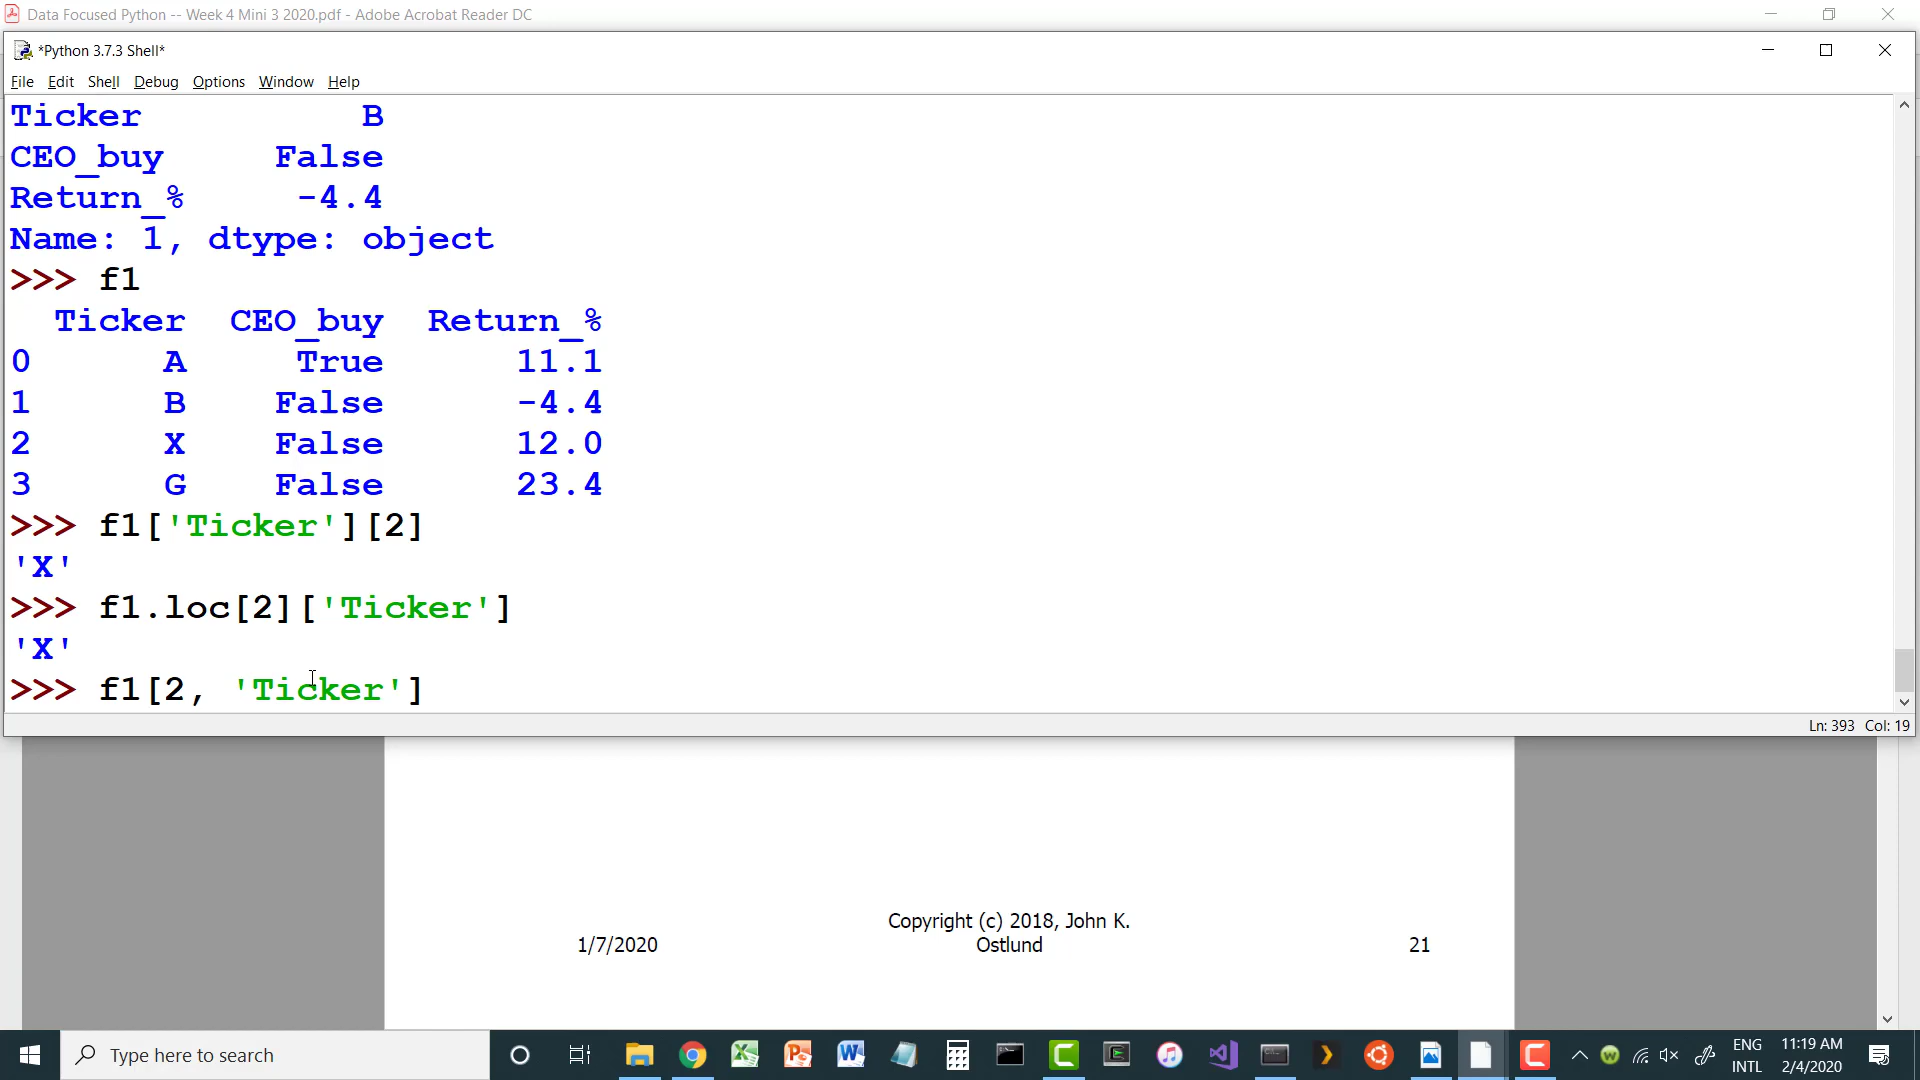 Data Focused Python -- Week 4 Mini 3 2020.pdf - Adobe Acrobat Reader DC
*Python 3.7.3 Shell*
File Edit Shell Debug Options Window Help
Ticker B
CEO_buy False
Return_% -4.4
Name: 1, dtype: object
>>> f1
Ticker CEO_buy Return_%
0 A True 11.1
1 B False -4.4
2 X False 12.0
3 G False 23.4
>>> f1['Ticker'][2]
'X'
>>> f1.loc[2]['Ticker']
'X'
>>> f1[2, 'Ticker']
Ln: 393 Col: 19
Copyright (c) 2018, John K.
1/7/2020 Ostlund 21
Type here to search
ENG 11:19 AM
INTL 2/4/2020